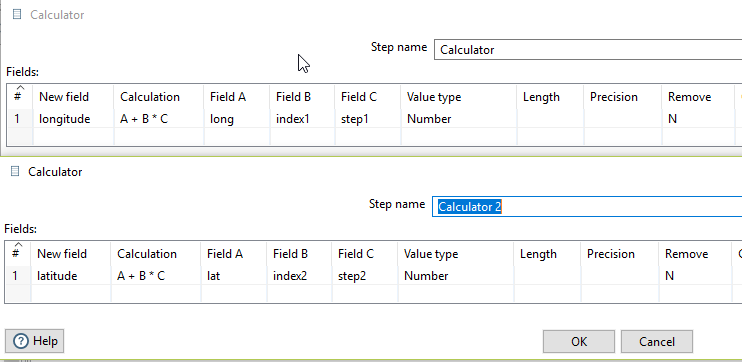 Calculator
Step name Calculator
Fields:
# New field Calculation Field A Field B Field C Value type Length Precision Remove
1 longitude A + B * C long index1 step1 Number N
Calculator
Step name Calculator 2
Fields:
# New field Calculation Field A Field B Field C Value type Length Precision Remove
1 latitude A + B * C lat index2 step2 Number N
? Help OK Cancel